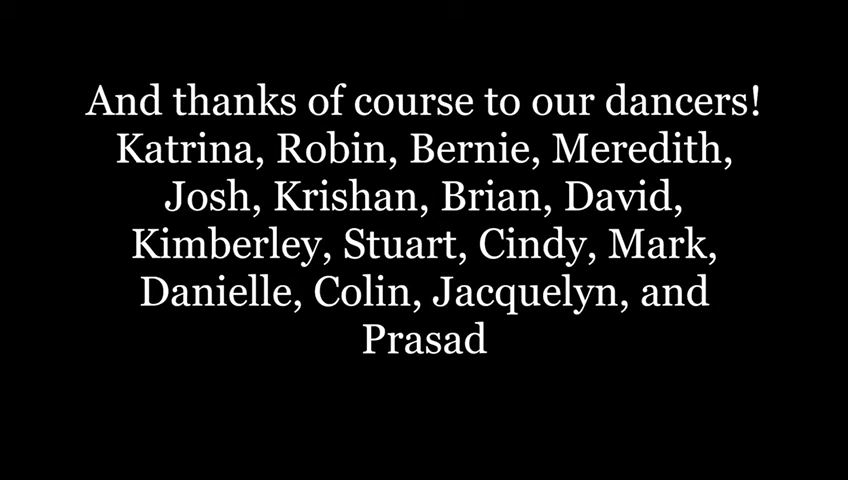 And thanks of course to our dancers!
Katrina, Robin, Bernie, Meredith,
Josh, Krishan, Brian, David,
Kimberley, Stuart, Cindy, Mark,
Danielle, Colin, Jacquelyn, and
Prasad